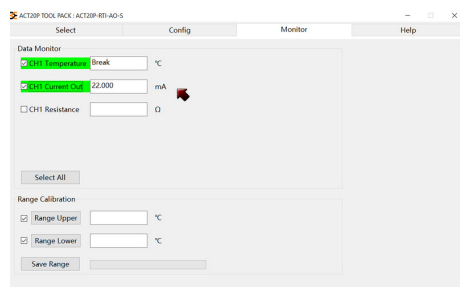 ACT20P TOOL PACK : ACT20P-RTI-AO-S
Select Config Monitor Help
Data Monitor
CH1 Temperature Break °C
CH1 Current Out 22.000 mA
CH1 Resistance Ω
Select All
Range Calibration
Range Upper °C
Range Lower °C
Save Range